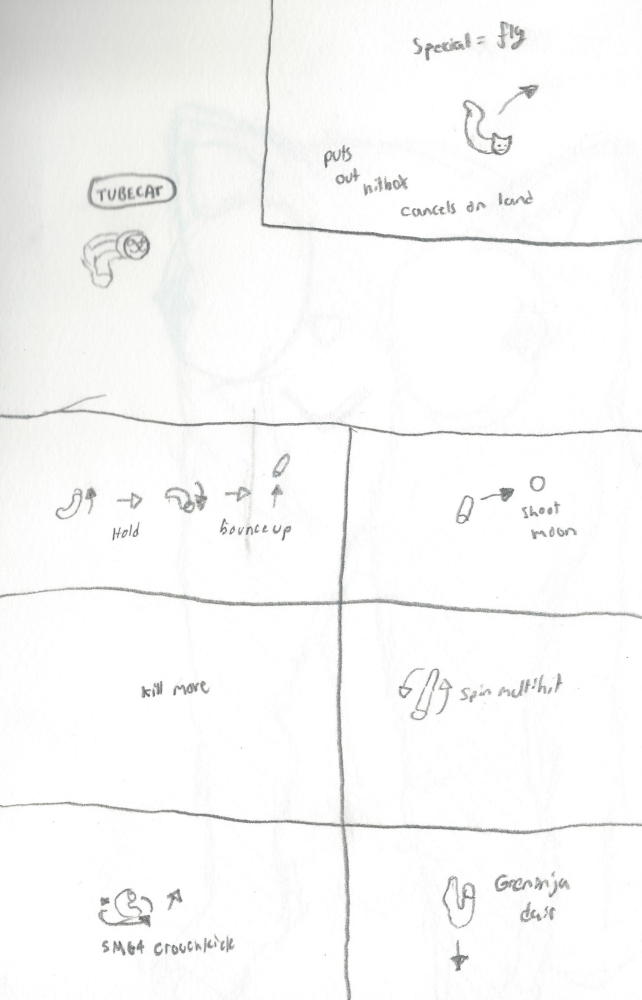 Special = fly
puts
out hitbox
cancels on land
TUBECAT
Hold
bounce up
shoot
moon
kill more
Spin multihit
SM64 crouchkick
Greninja
dair